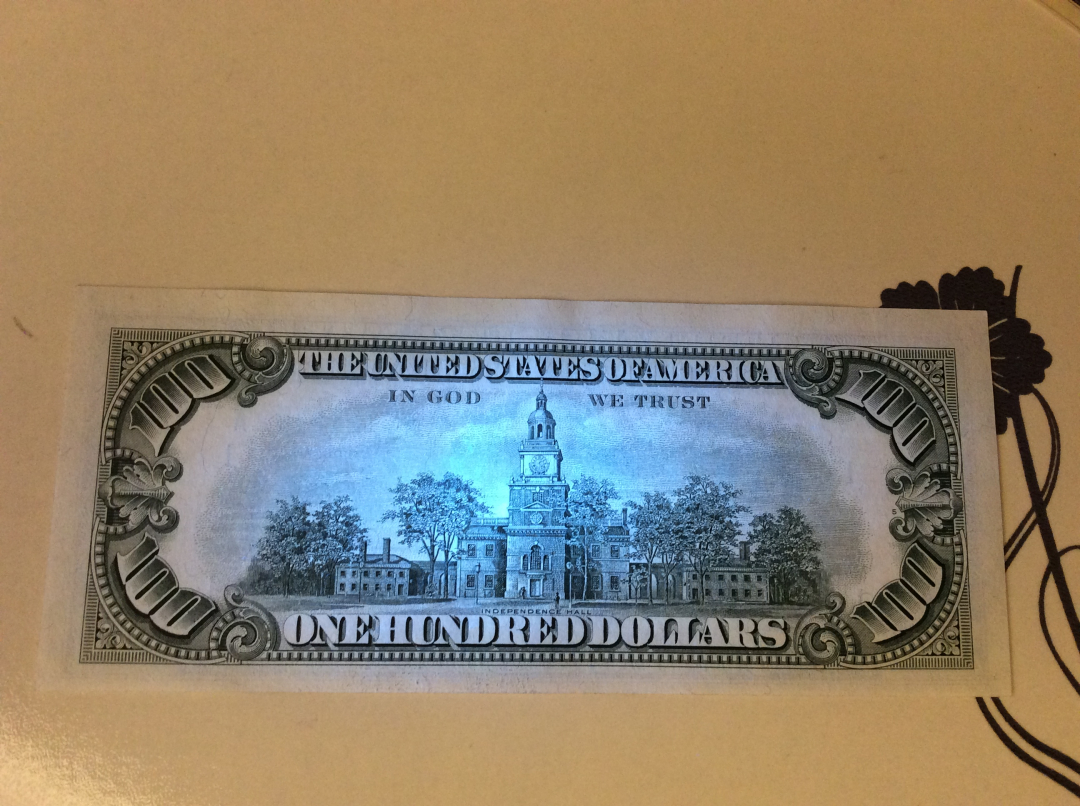 THE UNITED STATES OF AMERICA
IN GOD WE TRUST
100
100
INDEPENDENCE HALL
100
100
ONE HUNDRED DOLLARS